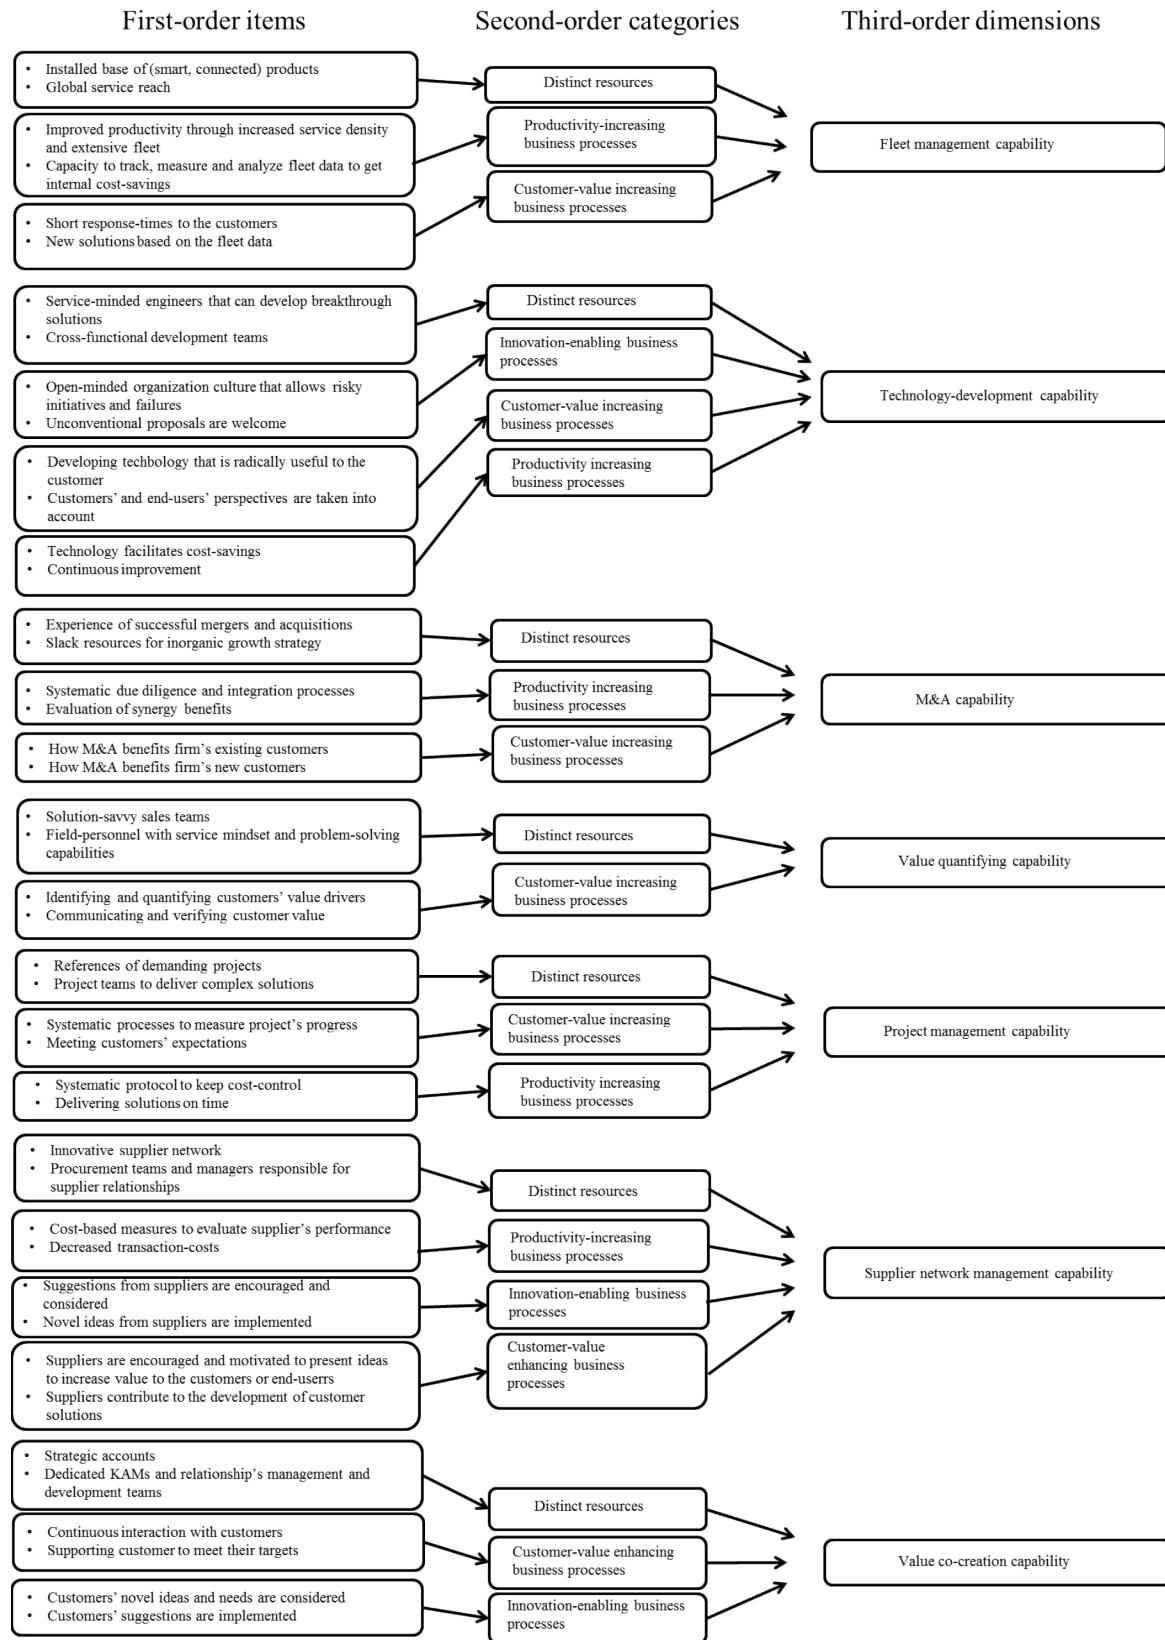 First-order items
Second-order categories
Third-order dimensions
• Installed base of (smart, connected) products
• Global service reach
Distinct resources
• Improved productivity through increased service density
and extensive fleet
• Capacity to track, measure and analyze fleet data to get
internal cost-savings
Productivity-increasing
business processes
Fleet management capability
• Short response-times to the customers
• New solutions based on the fleet data
Customer-value increasing
business processes
• Service-minded engineers that can develop breakthrough
solutions
• Cross-functional development teams
Distinct resources
• Open-minded organization culture that allows risky
initiatives and failures
• Unconventional proposals are welcome
Innovation-enabling business
processes
Technology-development capability
• Developing techbology that is radically useful to the
customer
• Customers’ and end-users’ perspectives are taken into
account
Customer-value increasing
business processes
• Technology facilitates cost-savings
• Continuous improvement
Productivity increasing
business processes
• Experience of successful mergers and acquisitions
• Slack resources for inorganic growth strategy
Distinct resources
• Systematic due diligence and integration processes
• Evaluation of synergy benefits
Productivity increasing
business processes
M&A capability
• How M&A benefits firm’s existing customers
• How M&A benefits firm’s new customers
Customer-value increasing
business processes
• Solution-savvy sales teams
• Field-personnel with service mindset and problem-solving
capabilities
Distinct resources
Value quantifying capability
• Identifying and quantifying customers’ value drivers
• Communicating and verifying customer value
Customer-value increasing
business processes
• References of demanding projects
• Project teams to deliver complex solutions
Distinct resources
• Systematic processes to measure project’s progress
• Meeting customers’ expectations
Customer-value increasing
business processes
Project management capability
• Systematic protocol to keep cost-control
• Delivering solutions on time
Productivity increasing
business processes
• Innovative supplier network
• Procurement teams and managers responsible for
supplier relationships
Distinct resources
• Cost-based measures to evaluate supplier’s performance
• Decreased transaction-costs
Productivity-increasing
business processes
Supplier network management capability
• Suggestions from suppliers are encouraged and
considered
• Novel ideas from suppliers are implemented
Innovation-enabling business
processes
• Suppliers are encouraged and motivated to present ideas
to increase value to the customers or end-userrs
• Suppliers contribute to the development of customer
solutions
Customer-value
enhancing business
processes
• Strategic accounts
• Dedicated KAMs and relationship’s management and
development teams
Distinct resources
• Continuous interaction with customers
• Supporting customer to meet their targets
Customer-value enhancing
business processes
Value co-creation capability
• Customers’ novel ideas and needs are considered
• Customers’ suggestions are implemented
Innovation-enabling business
processes